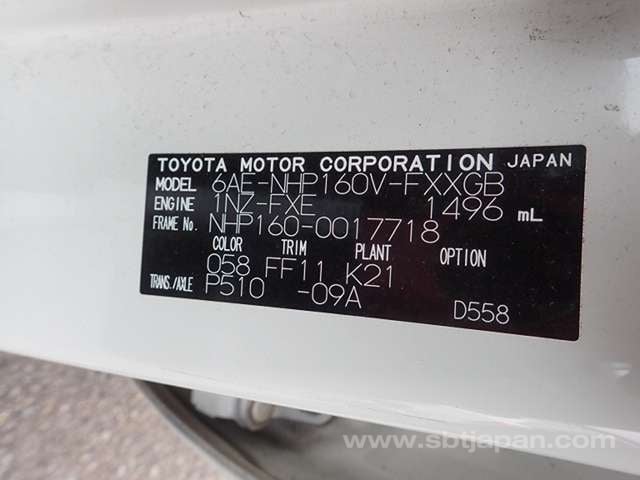 TOYOTA MOTOR CORPORATION JAPAN
MODEL 6AE-NHP160V-FXXGB
ENGINE 1NZ-FXE 1496 mL
FRAME No. NHP160-0017718
COLOR TRIM PLANT OPTION
058 FF11 K21
TRANS./AXLE P510 -09A
D558
www.sbtjapan.com